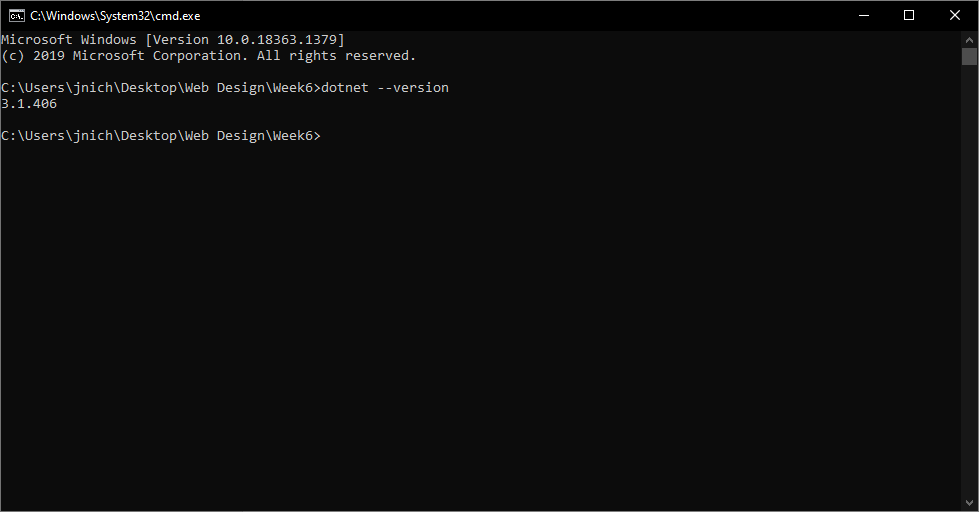 C:\Windows\System32\cmd.exe
Microsoft Windows [Version 10.0.18363.1379]
(c) 2019 Microsoft Corporation. All rights reserved.
C:\Users\jnich\Desktop\Web Design\Week6>dotnet --version
3.1.406
C:\Users\jnich\Desktop\Web Design\Week6>